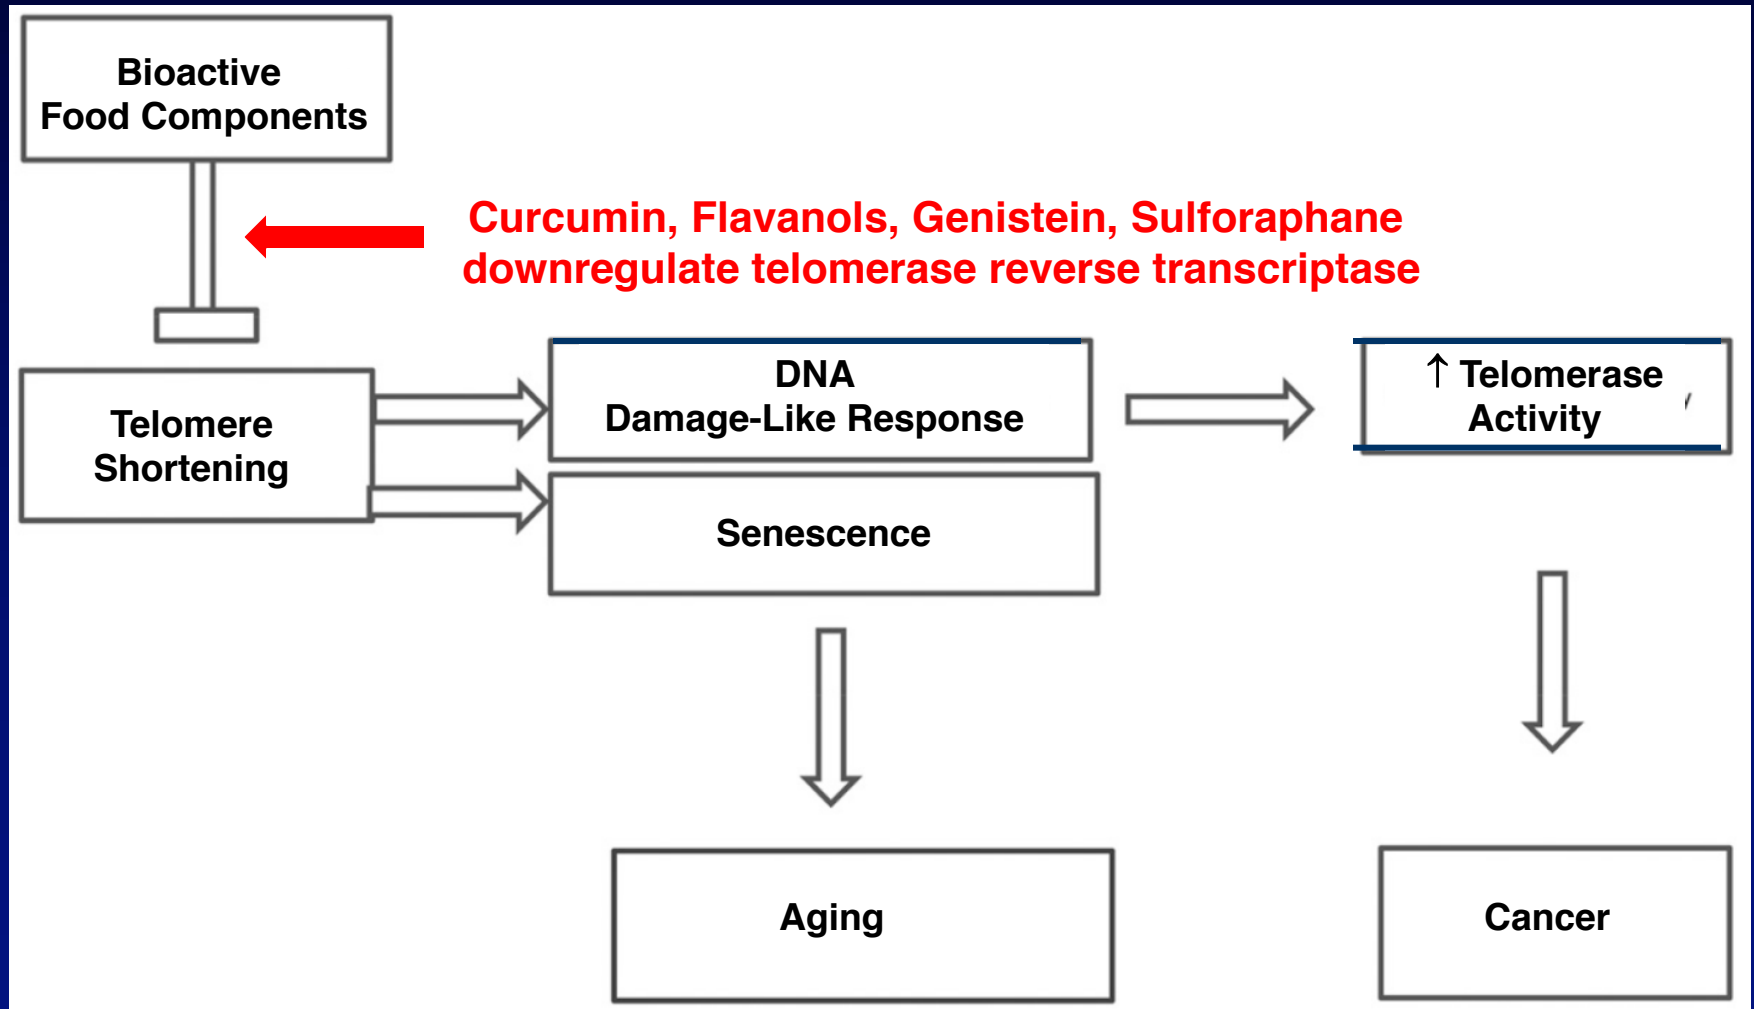 Bioactive
Food Components
Curcumin, Flavanols, Genistein, Sulforaphane
downregulate telomerase reverse transcriptase
Telomere
Shortening
DNA
Damage-Like Response
Senescence
↑ Telomerase
Activity
Aging
Cancer